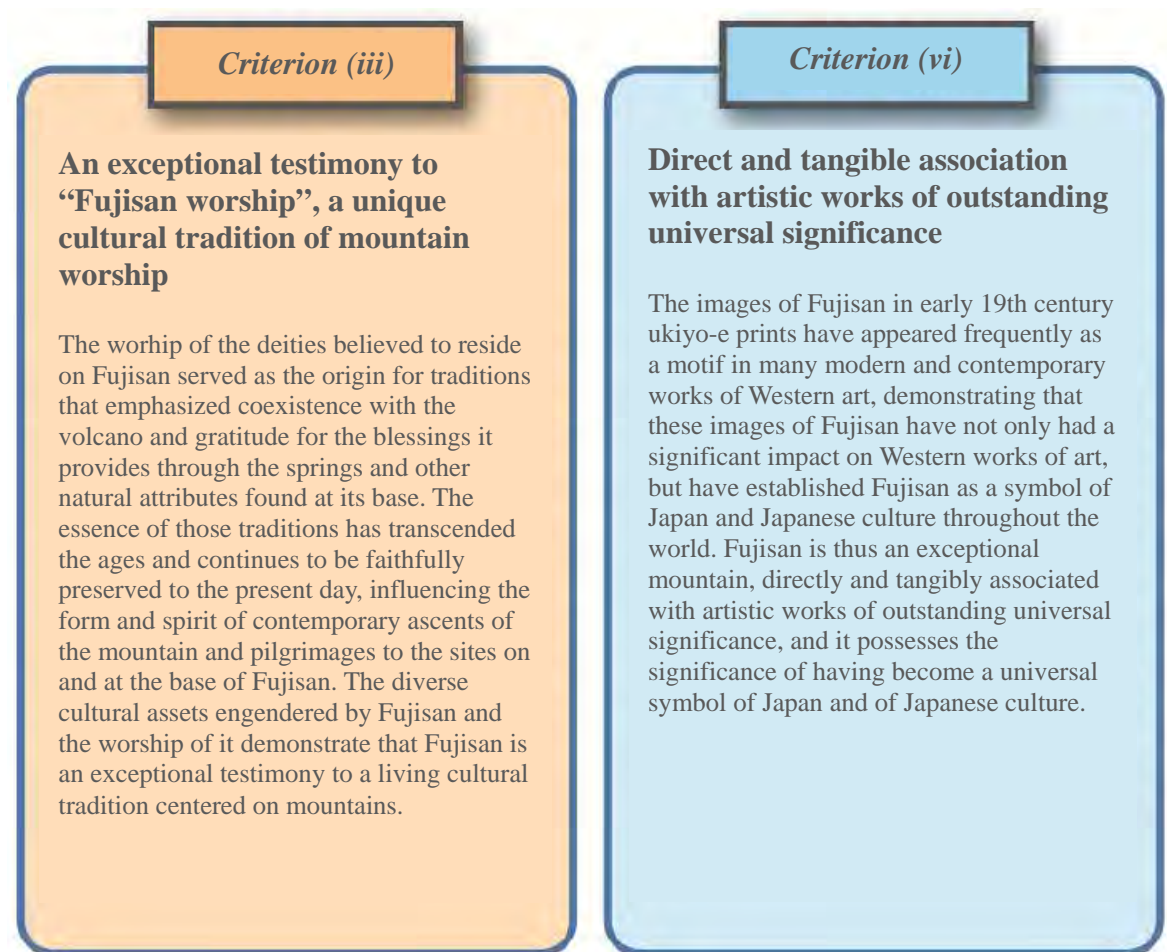 Criterion (iii)
An exceptional testimony to
“Fujisan worship”, a unique
cultural tradition of mountain
worship
The worhip of the deities believed to reside
on Fujisan served as the origin for traditions
that emphasized coexistence with the
volcano and gratitude for the blessings it
provides through the springs and other
natural attributes found at its base. The
essence of those traditions has transcended
the ages and continues to be faithfully
preserved to the present day, influencing the
form and spirit of contemporary ascents of
the mountain and pilgrimages to the sites on
and at the base of Fujisan. The diverse
cultural assets engendered by Fujisan and
the worship of it demonstrate that Fujisan is
an exceptional testimony to a living cultural
tradition centered on mountains.
Criterion (vi)
Direct and tangible association
with artistic works of outstanding
universal significance
The images of Fujisan in early 19th century
ukiyo-e prints have appeared frequently as
a motif in many modern and contemporary
works of Western art, demonstrating that
these images of Fujisan have not only had a
significant impact on Western works of art,
but have established Fujisan as a symbol of
Japan and Japanese culture throughout the
world. Fujisan is thus an exceptional
mountain, directly and tangibly associated
with artistic works of outstanding universal
significance, and it possesses the
significance of having become a universal
symbol of Japan and of Japanese culture.